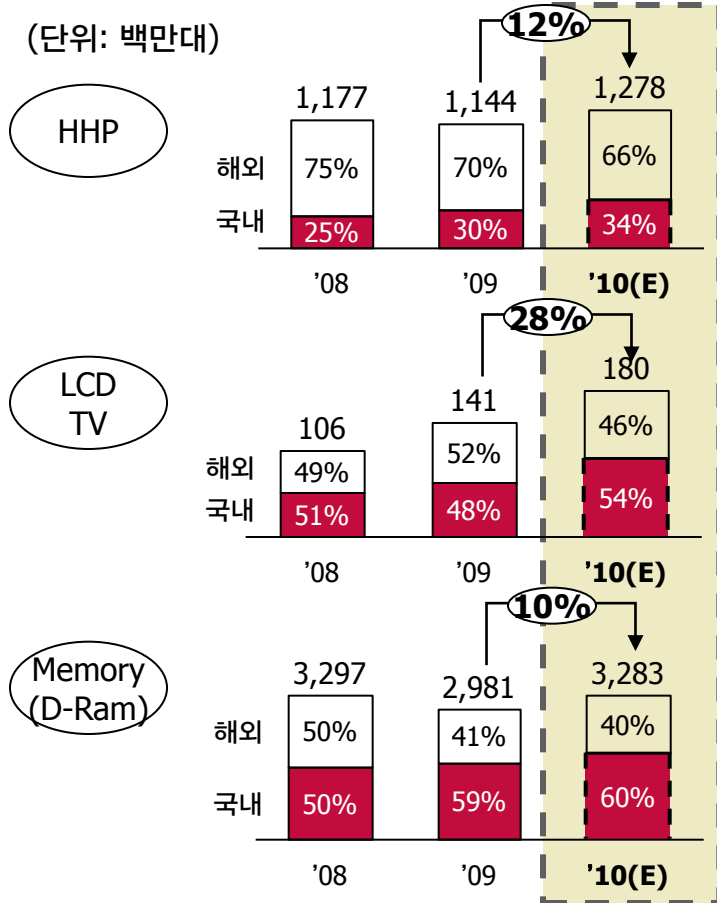 (단위: 백만대)
12%
HHP
1,177
1,144
1,278
해외
75%
70%
66%
국내
25%
30%
34%
'08
'09
'10(E)
28%
LCD
TV
106
141
180
해외
49%
52%
46%
국내
51%
48%
54%
'08
'09
'10(E)
10%
Memory
(D-Ram)
3,297
2,981
3,283
해외
50%
41%
40%
국내
50%
59%
60%
'08
'09
'10(E)